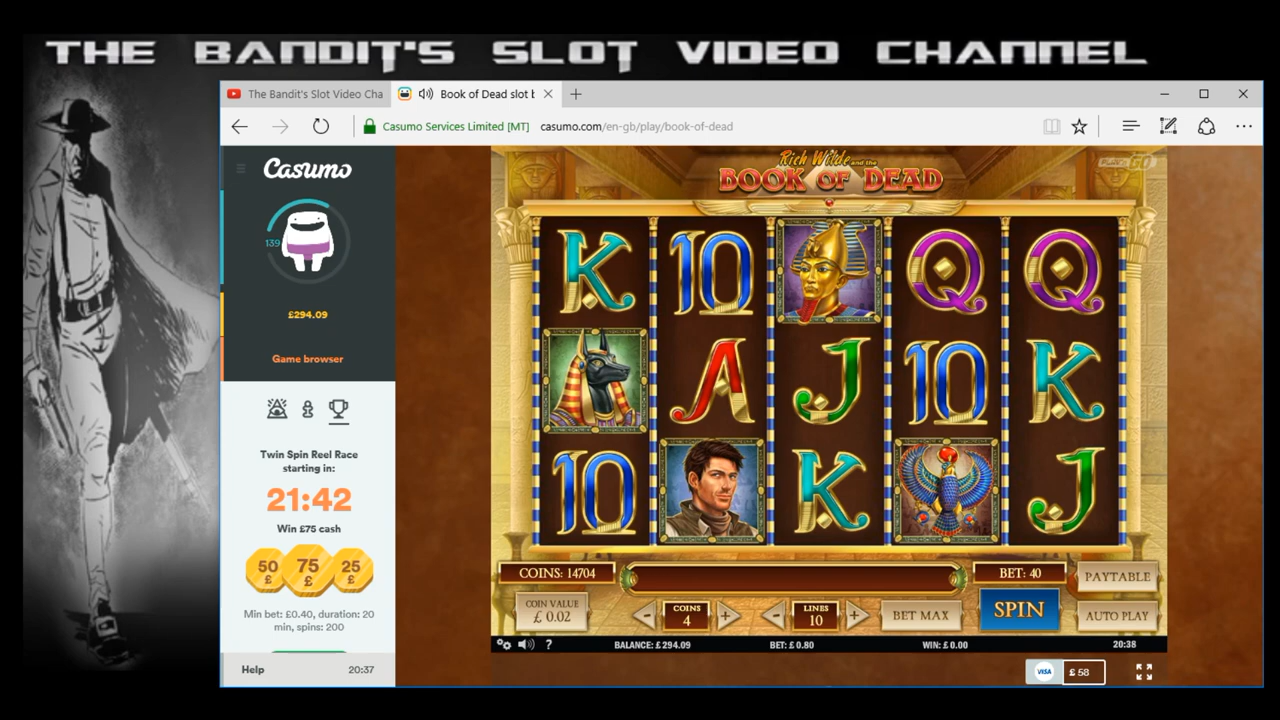 THE BANDIT'S SLOT VIDEO CHANNEL
The Bandit's Slot Video Cha
Book of Dead slot b
Casumo Services Limited [MT] casumo.com/en-gb/play/book-of-dead
Casumo
139
£294.09
Game browser
Twin Spin Reel Race
starting in:
21:42
Win £75 cash
50 £ 75 £ 25 £
Min bet: £0.40, duration: 20
min, spins: 200
Help 20:37
Rich Wilde and the
BOOK OF DEAD
PLAY'N GO
K 10 Q Q
A J 10 K
10 K J
COINS: 14704 BET: 40 PAYTABLE
COIN VALUE
£ 0.02
- COINS 4 + - LINES 10 + BET MAX SPIN AUTO PLAY
? BALANCE: £ 294.09 BET: £ 0.80 WIN: £ 0.00 20:38
VISA £ 58